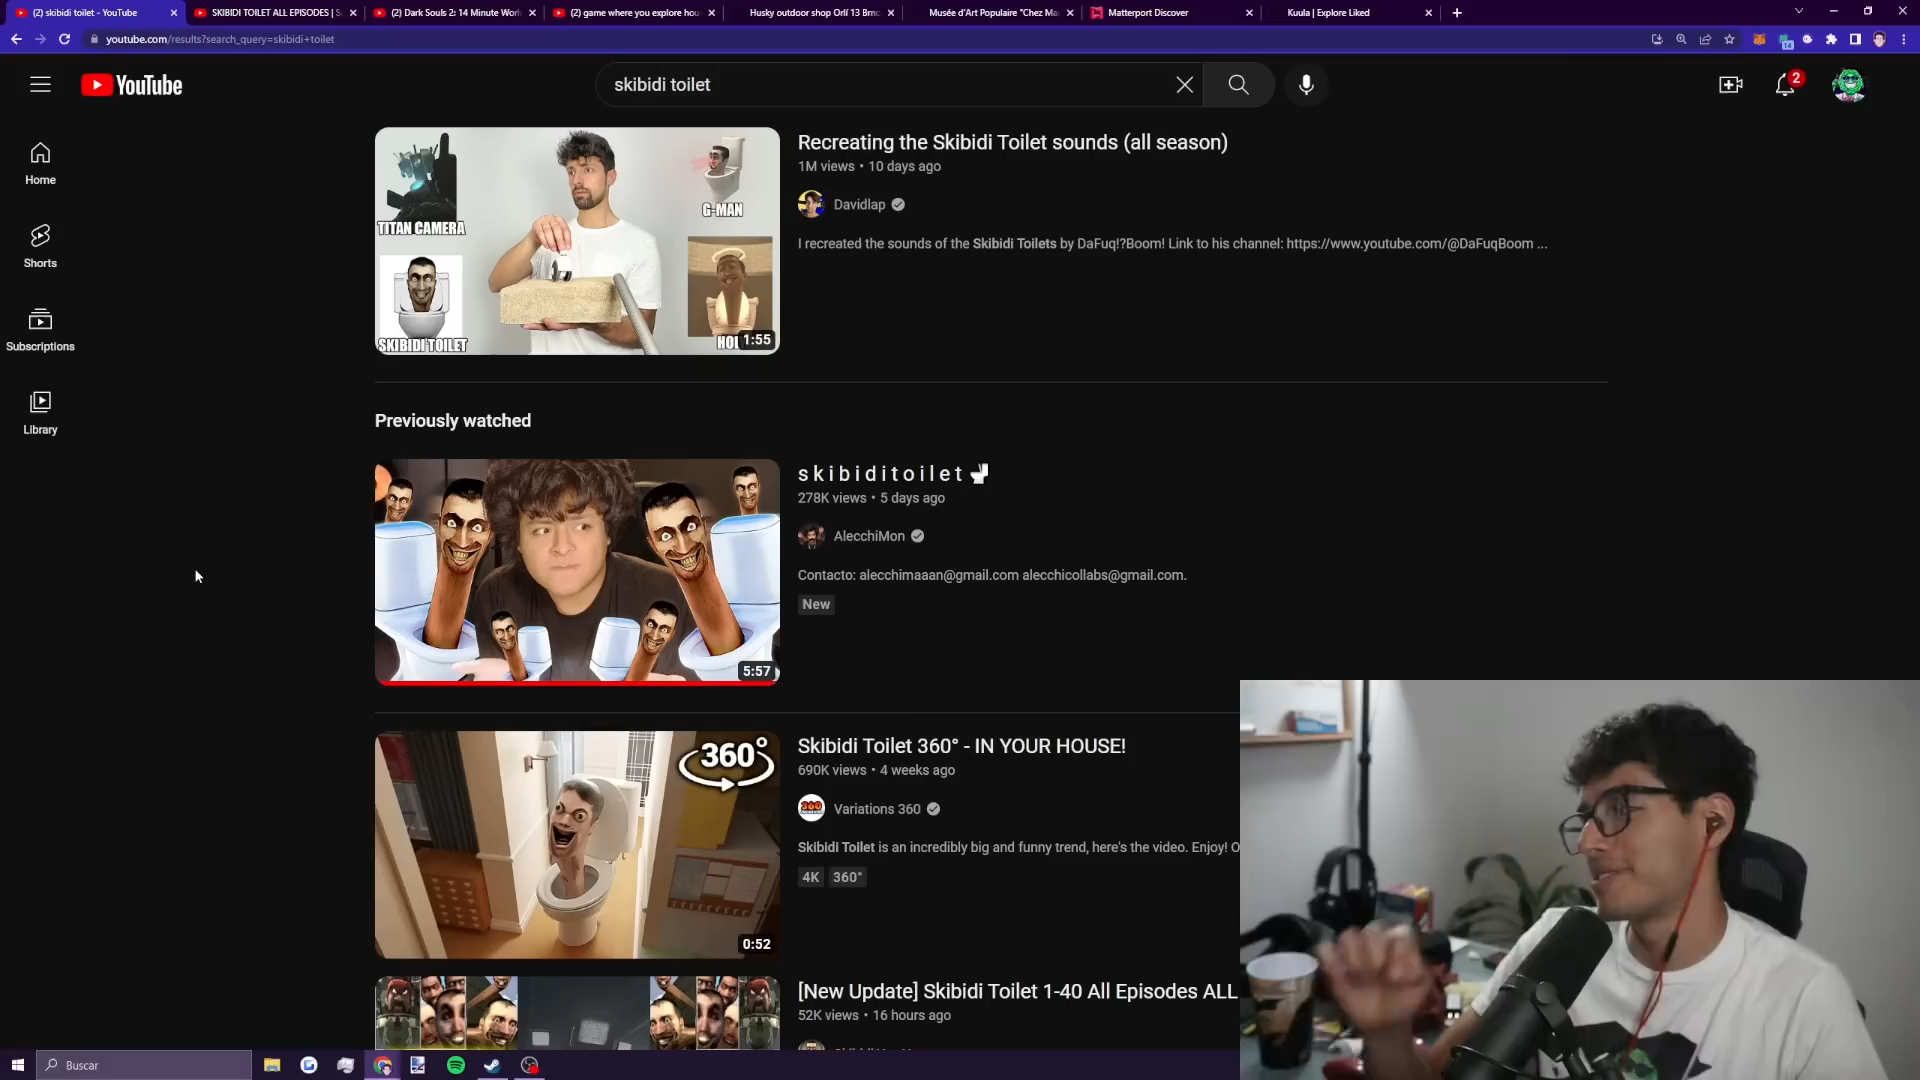 (2) skibidi toilet - YouTube
SKIBIDI TOILET ALL EPISODES |
(2) Dark Souls 2: 14 Minute Worl
(2) game where you explore hou
Husky outdoor shop Orlí 13 Brno
Musée d'Art Populaire "Chez Ma
Matterport Discover
Kuula | Explore Liked
youtube.com/results?search_query=skibidi+toilet
YouTube
skibidi toilet
2
Home
Shorts
Subscriptions
Library
TITAN CAMERA
G-MAN
SKIBIDI TOILET
1:55
Recreating the Skibidi Toilet sounds (all season)
1M views • 10 days ago
Davidlap
I recreated the sounds of the Skibidi Toilets by DaFuq!?Boom! Link to his channel: https://www.youtube.com/@DaFuqBoom ...
Previously watched
5:57
s k i b i d i t o i l e t
278K views • 5 days ago
AlecchiMon
Contacto: alecchimaaan@gmail.com alecchicollabs@gmail.com.
New
360°
0:52
Skibidi Toilet 360° - IN YOUR HOUSE!
690K views • 4 weeks ago
Variations 360
Skibidi Toilet is an incredibly big and funny trend, here's the video. Enjoy! O
4K 360°
[New Update] Skibidi Toilet 1-40 All Episodes ALL
52K views • 16 hours ago
Buscar